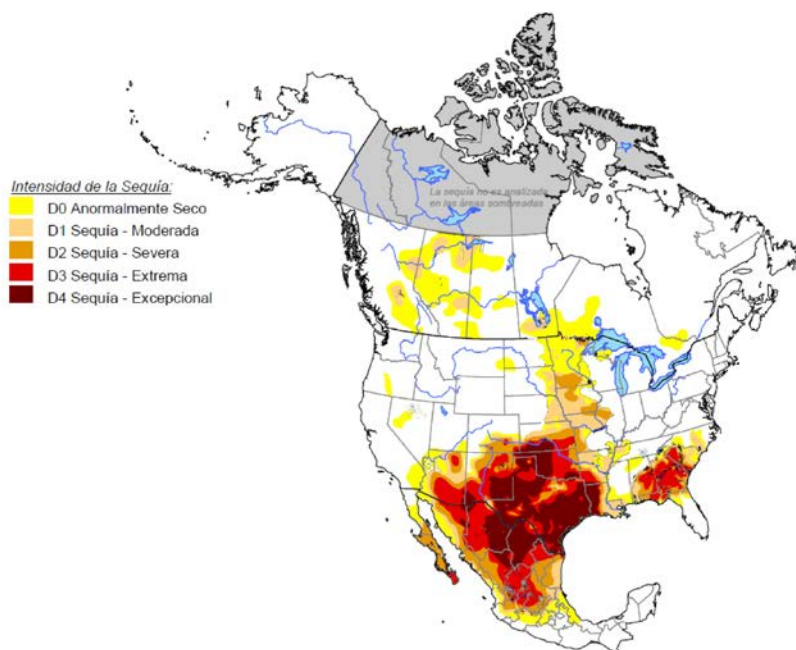 Intensidad de la Sequía:
D0 Anormalmente Seco
D1 Sequía - Moderada
D2 Sequía - Severa
D3 Sequía - Extrema
D4 Sequía - Excepcional
La sequía no es analizada
en las áreas sombreadas